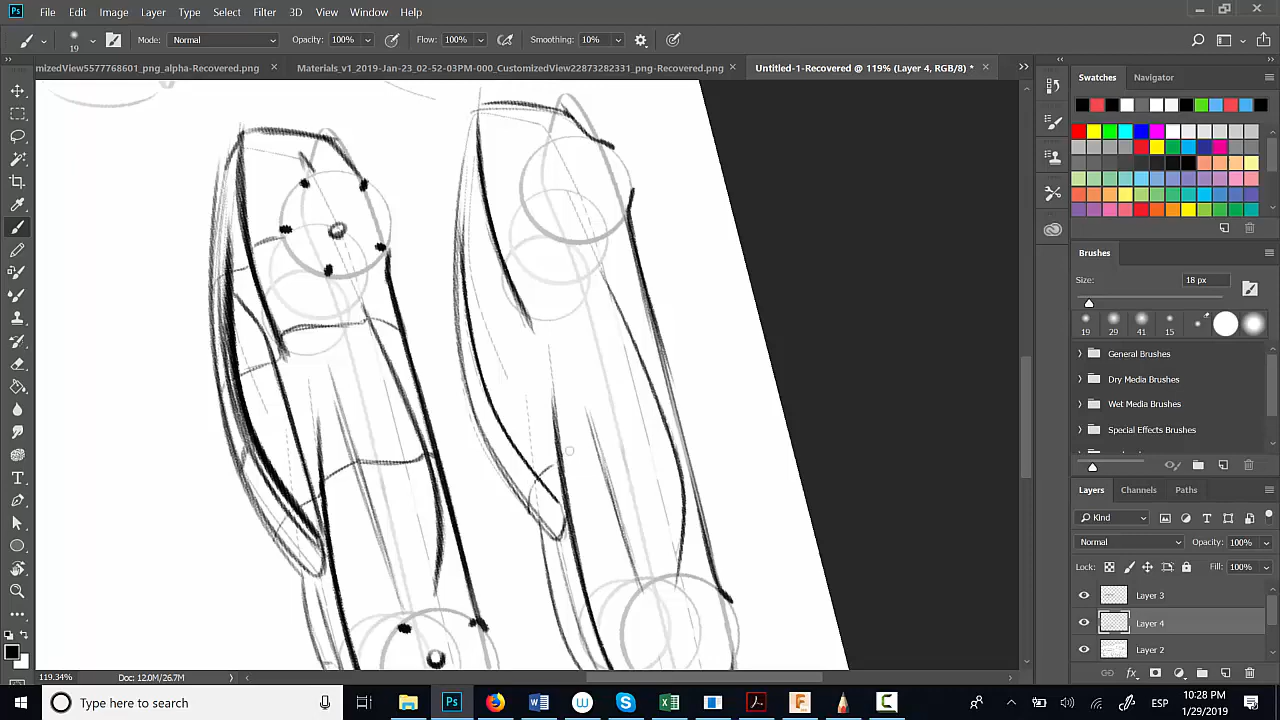 Ps File Edit Image Layer Type Select Filter 3D View Window Help
19 Mode: Normal Opacity: 100% Flow: 100% Smoothing: 10%
mizedView5577768601_png_alpha-Recovered.png × Materials_v1_2019-Jan-23_02-52-03PM-000_CustomizedView22873282331_png-Recovered.png × Untitled-1-Recovered @ 119% (Layer 4, RGB/8) * ×
Swatches Navigator
Brushes
Size: 18 px
19 29 41 15
General Brushes
Dry Media Brushes
Wet Media Brushes
Special Effects Brushes
Layers Channels Paths
Kind
Normal Opacity: 100%
Lock: Fill: 100%
Layer 3
Layer 4
Layer 2
119.34% Doc: 12.0M/26.7M
Type here to search
0:28 PM
1/25/2019